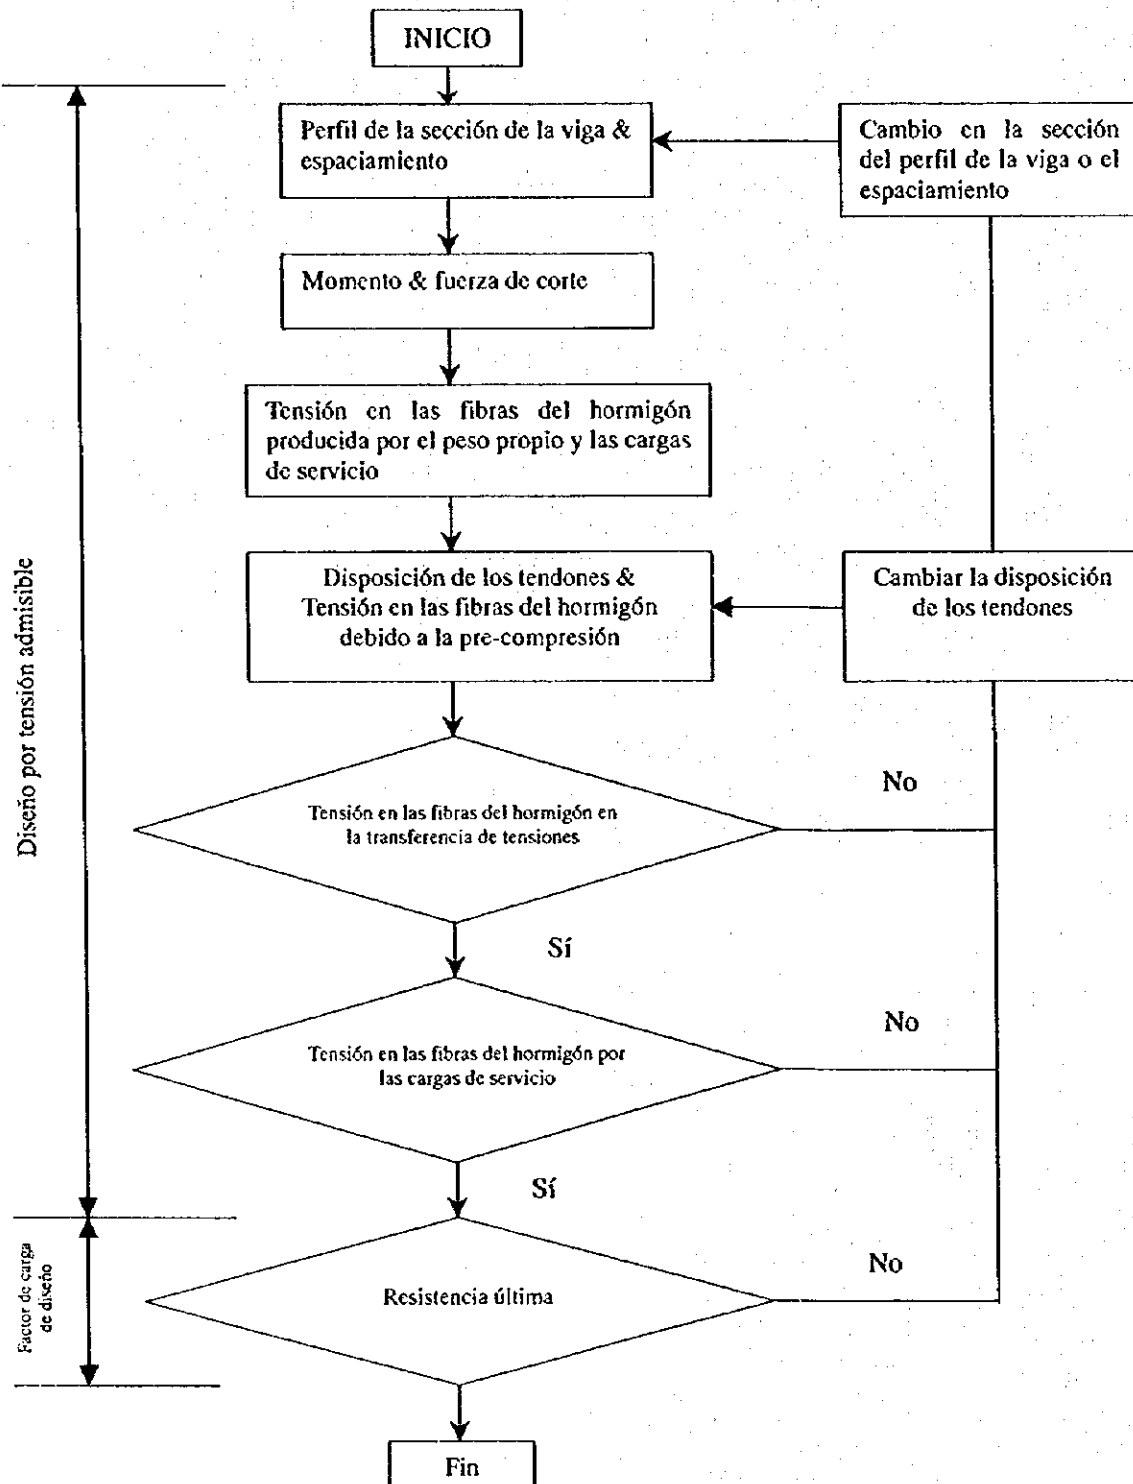 INICIO
Perfil de la sección de la viga &
espaciamiento
Cambio en la sección
del perfil de la viga o el
espaciamiento
Momento & fuerza de corte
Tensión en las fibras del hormigón
producida por el peso propio y las cargas
de servicio
Disposición de los tendones &
Tensión en las fibras del hormigón
debido a la pre-compresión
Cambiar la disposición
de los tendones
Diseño por tensión admisible
Tensión en las fibras del hormigón en
la transferencia de tensiones
No
Sí
Tensión en las fibras del hormigón por
las cargas de servicio
No
Sí
Factor de carga
de diseño
Resistencia última
No
Fin